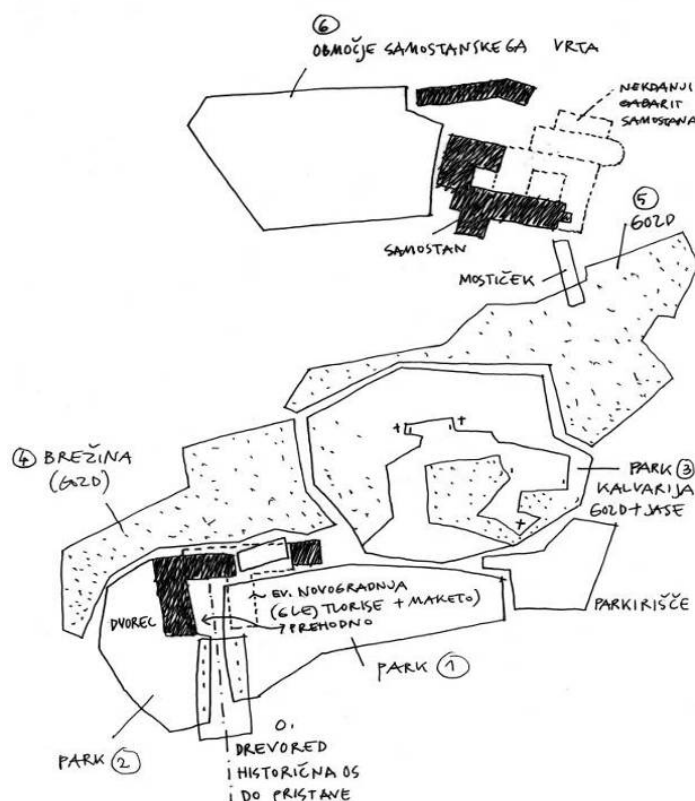 6
OBMOČJE SAMOSTANSKEGA VRTA
NEKDANJI
GABARIT
SAMOSTANA
5
GOZD
SAMOSTAN
MOSTIČEK
4 BREŽINA
(GOZD)
PARK 3
KALVARIJA
GOZD + JASE
DVOREC
EV. NOVOGRADNJA
(GLEJ TLORISE + MAKETO)
PREHODNO
PARKIRIŠČE
PARK 1
PARK 2
O.
DREVORED
HISTORIČNA OS
DO PRISTAVE